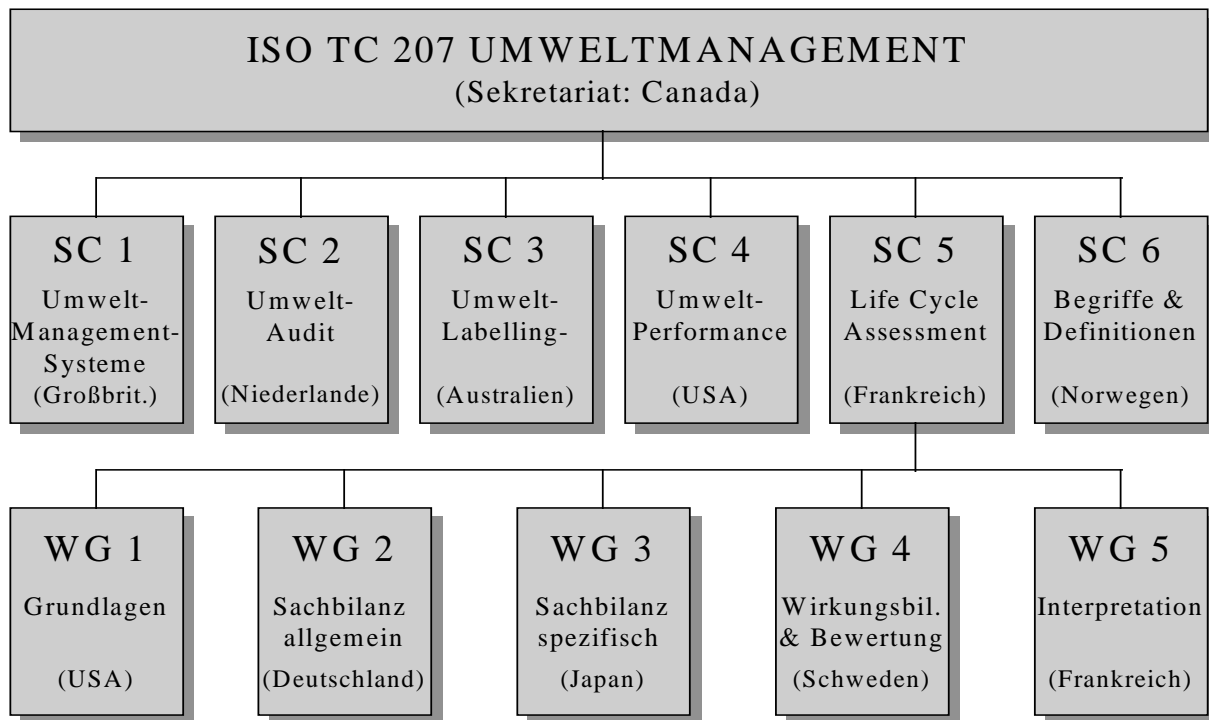 ISO TC 207 UMWELTMANAGEMENT
(Sekretariat: Canada)
SC 1
Umwelt-
Management-
Systeme
(Großbrit.)
SC 2
Umwelt-
Audit
(Niederlande)
SC 3
Umwelt-
Labelling-
(Australien)
SC 4
Umwelt-
Performance
(USA)
SC 5
Life Cycle
Assessment
(Frankreich)
SC 6
Begriffe &
Definitionen
(Norwegen)
WG 1
Grundlagen
(USA)
WG 2
Sachbilanz
allgemein
(Deutschland)
WG 3
Sachbilanz
spezifisch
(Japan)
WG 4
Wirkungsbil.
& Bewertung
(Schweden)
WG 5
Interpretation
(Frankreich)